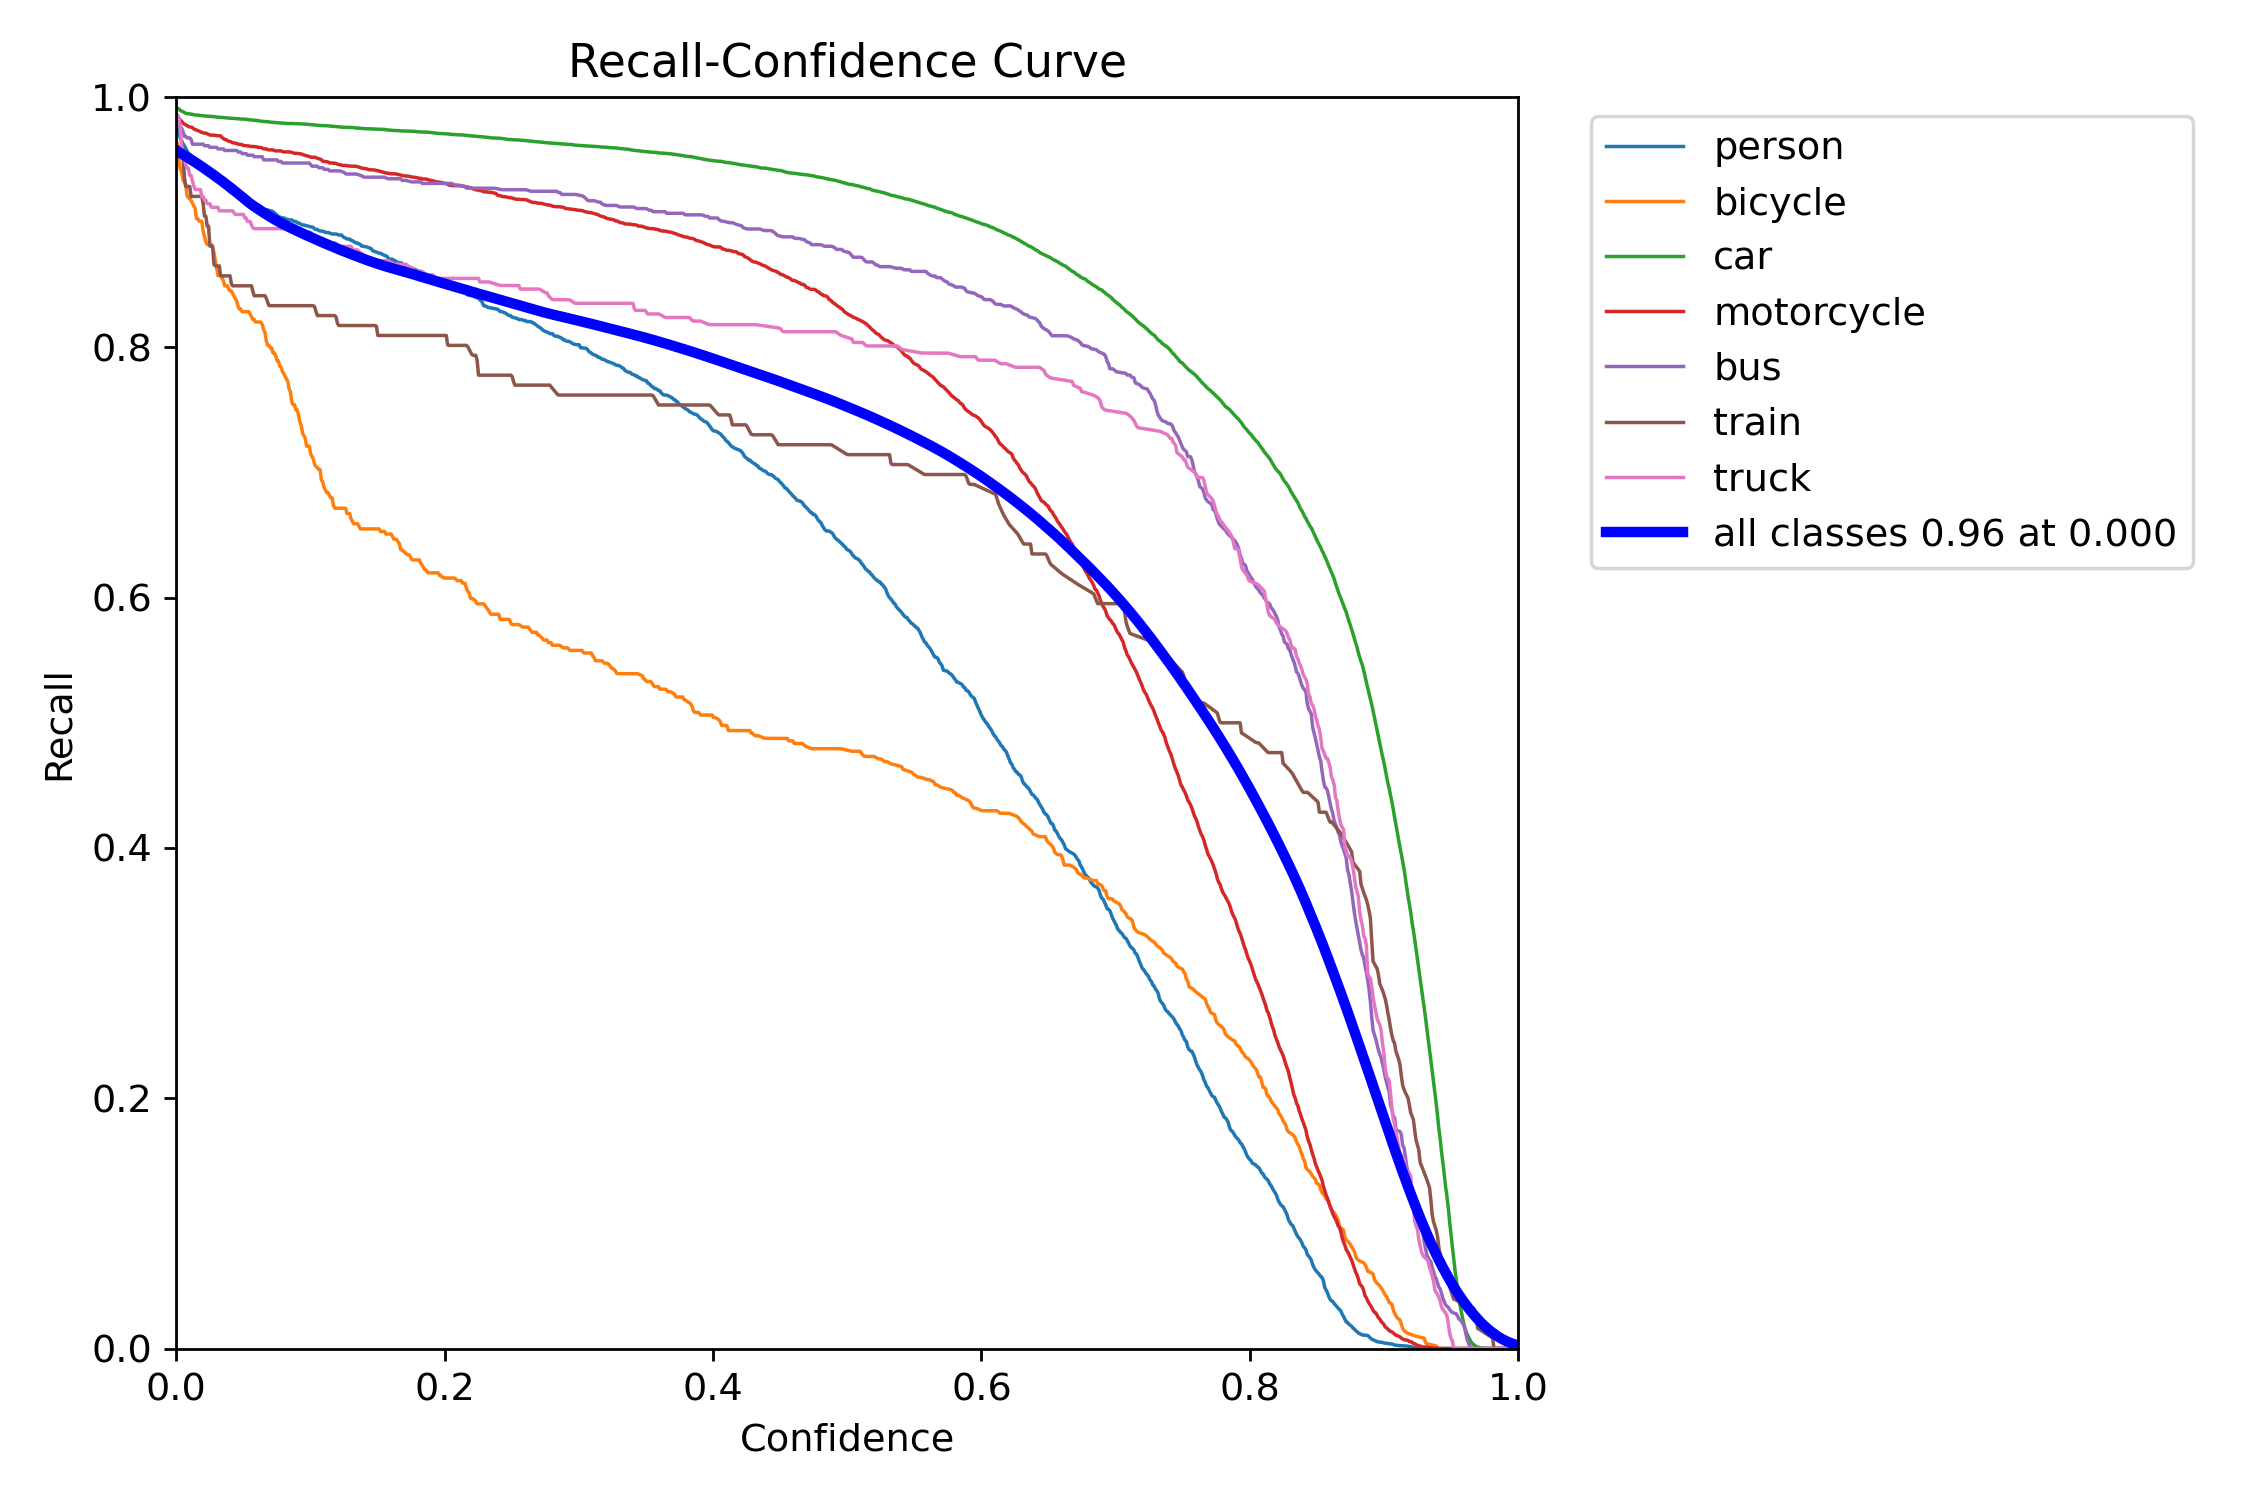 Recall-Confidence Curve
1.0
0.8
0.6
0.4
0.2
0.0
Recall
0.0 0.2 0.4 0.6 0.8 1.0
Confidence
person
bicycle
car
motorcycle
bus
train
truck
all classes 0.96 at 0.000